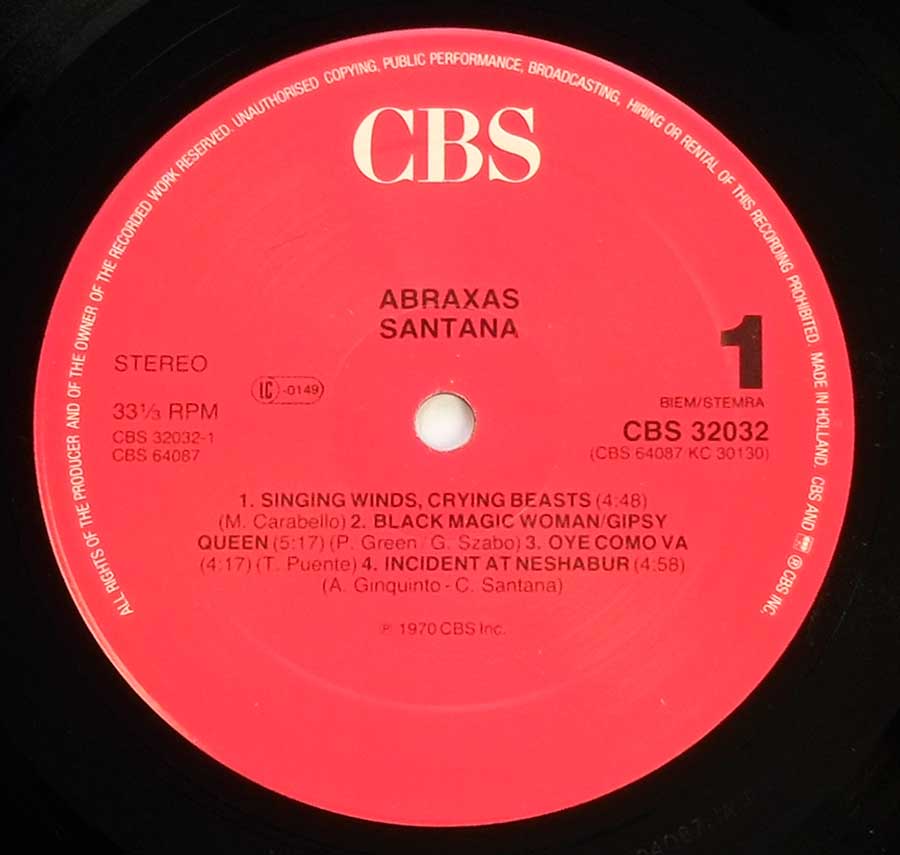 ALL RIGHTS OF THE PRODUCER AND OF THE OWNER OF THE RECORDED WORK RESERVED. UNAUTHORISED COPYING, PUBLIC PERFORMANCE, BROADCASTING, HIRING OR RENTAL OF THIS RECORDING PROHIBITED. MADE IN HOLLAND. CBS AND ℗ CBS INC.
CBS
ABRAXAS
SANTANA
STEREO
33 1/3 RPM
CBS 32032-1
CBS 64087
LC -0149
1
BIEM/STEMRA
CBS 32032
(CBS 64087 KC 30130)
1. SINGING WINDS, CRYING BEASTS (4:48)
(M. Carabello) 2. BLACK MAGIC WOMAN/GIPSY
QUEEN (5:17) (P. Green / G. Szabo) 3. OYE COMO VA
(4:17) (T. Puente) 4. INCIDENT AT NESHABUR (4:58)
(A. Ginquinto - C. Santana)
℗ 1970 CBS Inc.